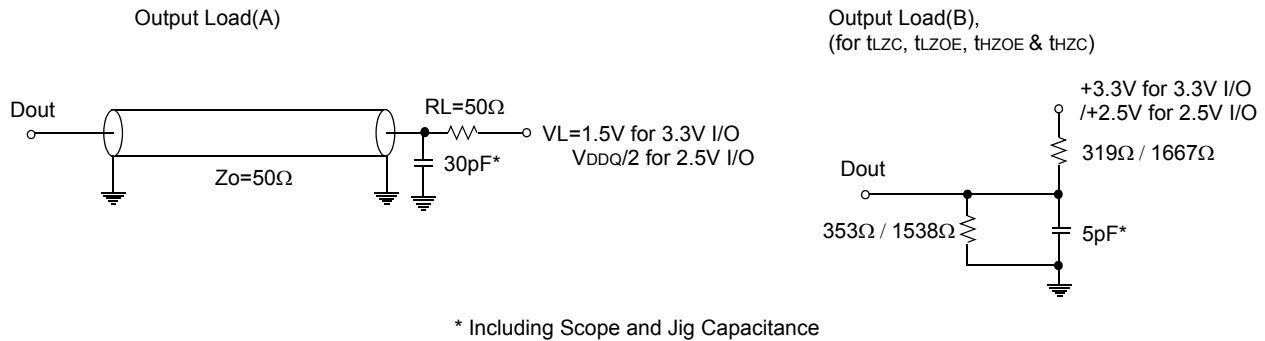 Output Load(A)
Dout
Zo=50Ω
RL=50Ω
30pF*
VL=1.5V for 3.3V I/O
VDDQ/2 for 2.5V I/O
Output Load(B),
(for tLZC, tLZOE, tHZOE & tHZC)
+3.3V for 3.3V I/O
/+2.5V for 2.5V I/O
319Ω / 1667Ω
Dout
353Ω / 1538Ω
5pF*
* Including Scope and Jig Capacitance